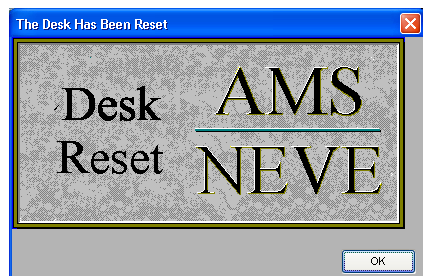 The Desk Has Been Reset
Desk
Reset
AMS
NEVE
OK